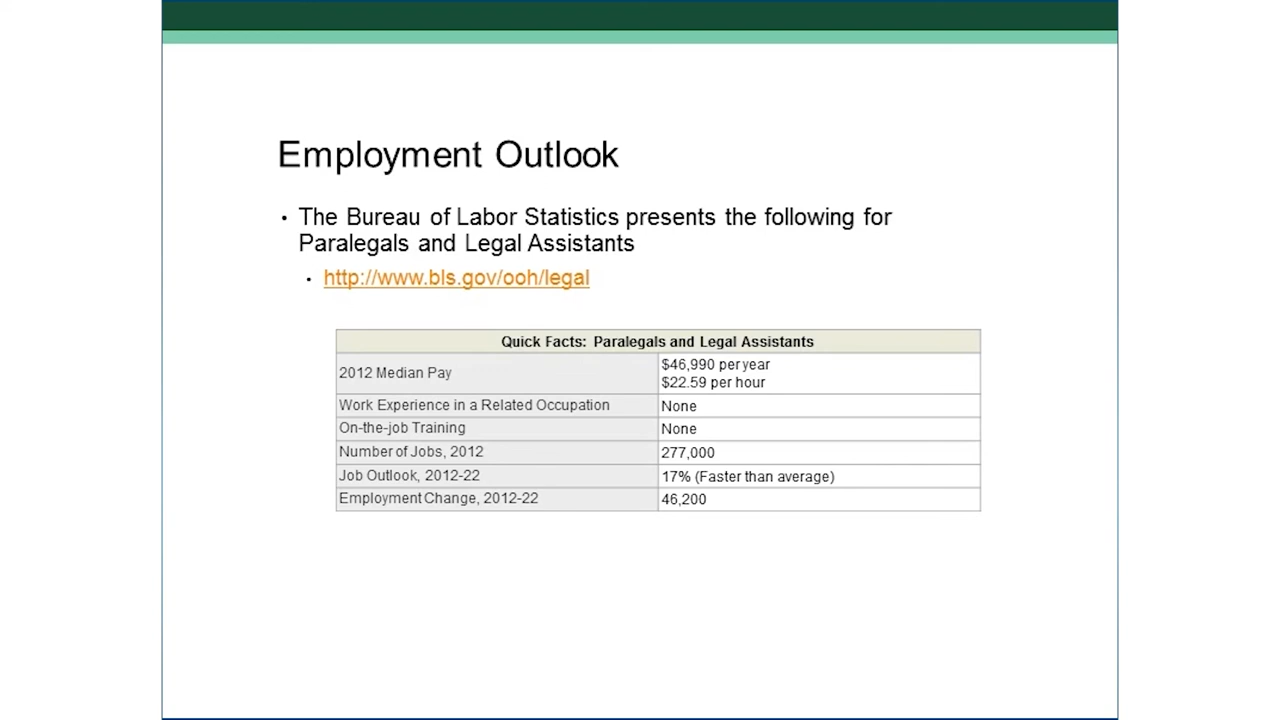 Employment Outlook
• The Bureau of Labor Statistics presents the following for
Paralegals and Legal Assistants
• http://www.bls.gov/ooh/legal
Quick Facts: Paralegals and Legal Assistants
2012 Median Pay
$46,990 per year
$22.59 per hour
Work Experience in a Related Occupation None
On-the-job Training None
Number of Jobs, 2012 277,000
Job Outlook, 2012-22 17% (Faster than average)
Employment Change, 2012-22 46,200